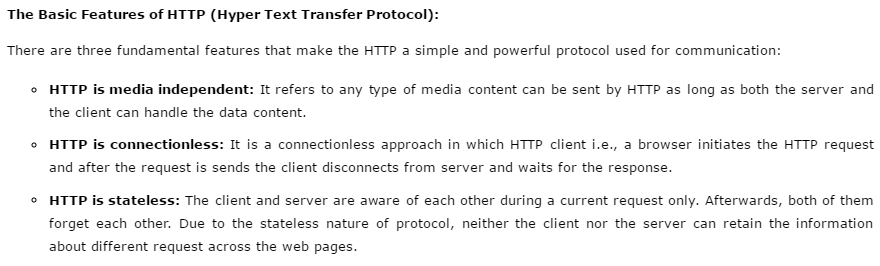 The Basic Features of HTTP (Hyper Text Transfer Protocol):
There are three fundamental features that make the HTTP a simple and powerful protocol used for communication:
HTTP is media independent: It refers to any type of media content can be sent by HTTP as long as both the server and
the client can handle the data content.
HTTP is connectionless: It is a connectionless approach in which HTTP client i.e., a browser initiates the HTTP request
and after the request is sends the client disconnects from server and waits for the response.
HTTP is stateless: The client and server are aware of each other during a current request only. Afterwards, both of them
forget each other. Due to the stateless nature of protocol, neither the client nor the server can retain the information
about different request across the web pages.